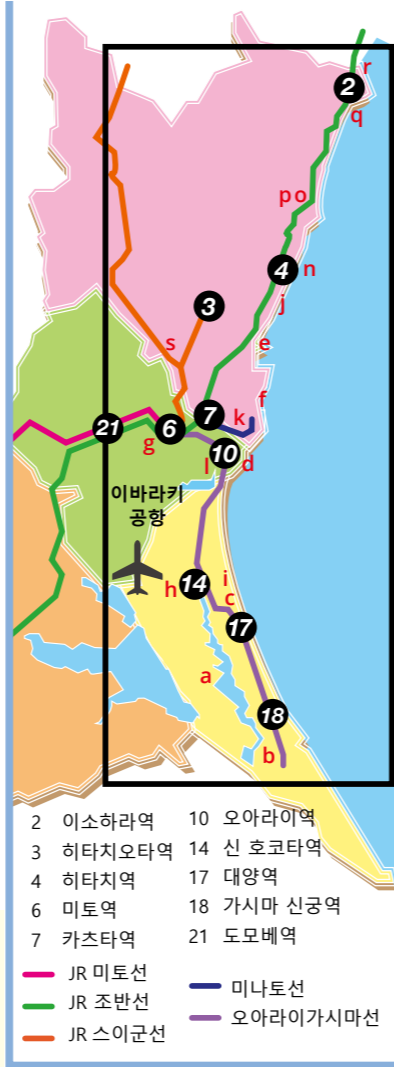 r
2
q
p o
4
n
3
j
s
e
f
7
k
21
6
g
10
l
d
이바라키
공항
14
i
h
c
17
a
18
b
2 이소하라역
3 히타치오타역
4 히타치역
6 미토역
7 카츠타역
10 오아라이역
14 신 호코타역
17 대양역
18 가시마 신궁역
21 도모베역
JR 미토선
JR 조반선
JR 스이군선
미나토선
오아라이가시마선